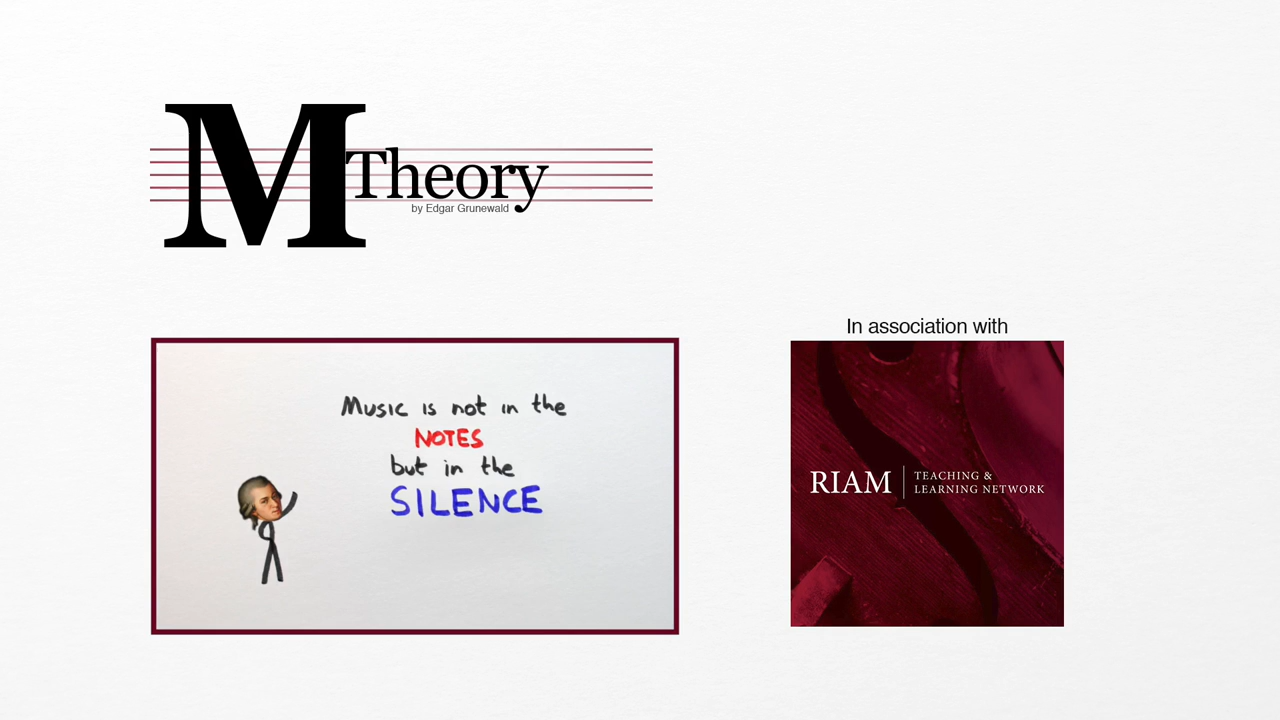 M Theory
by Edgar Grunewald
Music is not in the
NOTES
but in the
SILENCE
In association with
RIAM
TEACHING &
LEARNING NETWORK